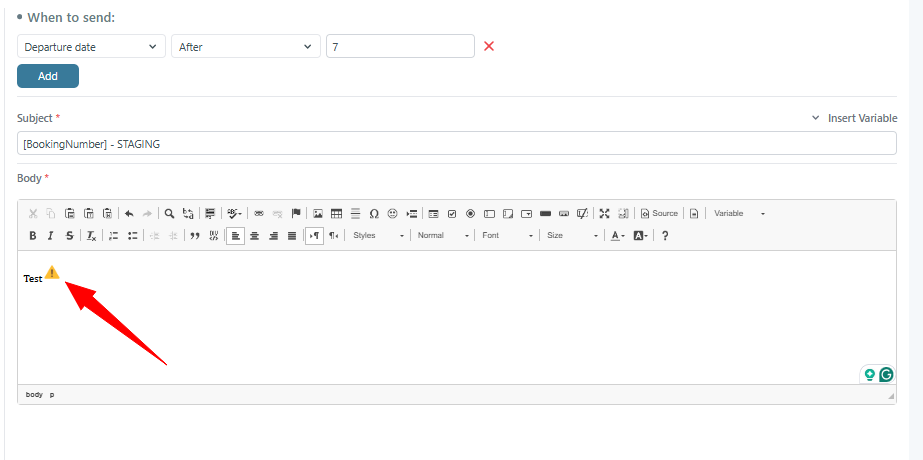 When to send:
Departure date After 7
Add
Subject * Insert Variable
[BookingNumber] - STAGING
Body *
Source Variable
Styles Normal Font Size
Test
body p